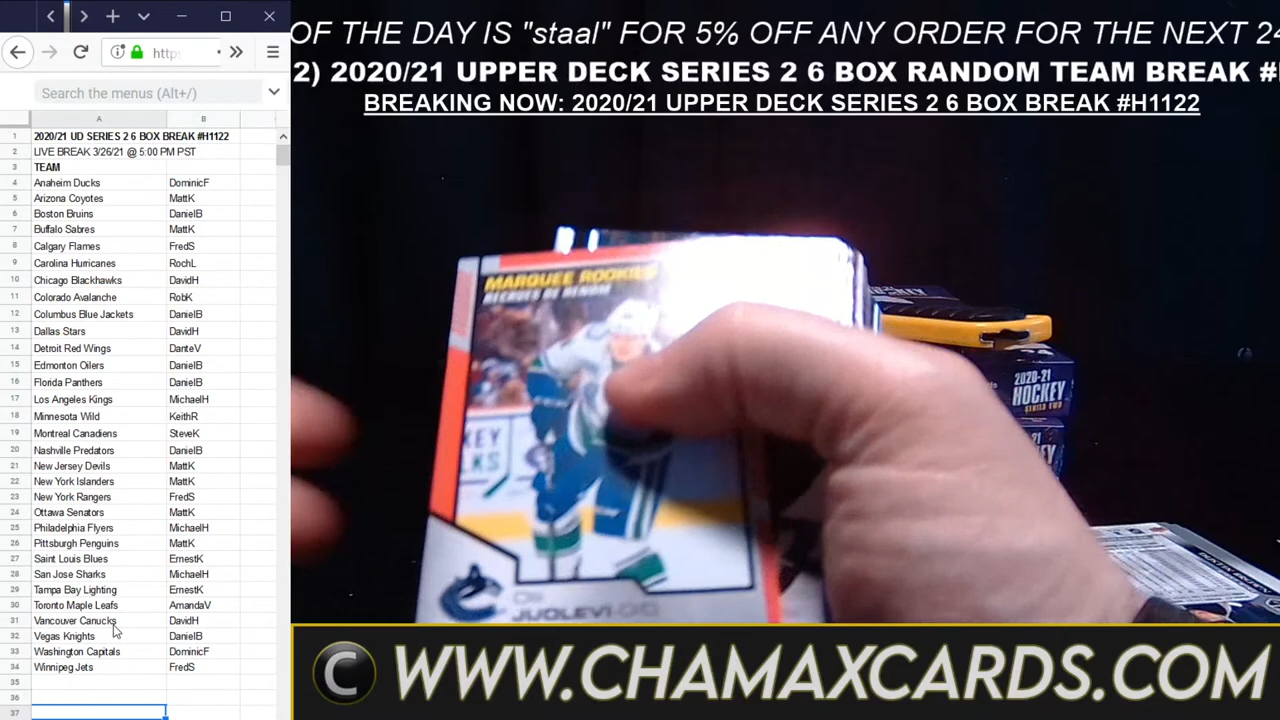 OF THE DAY IS "staal" FOR 5% OFF ANY ORDER FOR THE NEXT 24
2) 2020/21 UPPER DECK SERIES 2 6 BOX RANDOM TEAM BREAK #
BREAKING NOW: 2020/21 UPPER DECK SERIES 2 6 BOX BREAK #H1122
https:
Search the menus (Alt+/)
A B
1 2020/21 UD SERIES 2 6 BOX BREAK #H1122
2 LIVE BREAK 3/26/21 @ 5:00 PM PST
3 TEAM
4 Anaheim Ducks DominicF
5 Arizona Coyotes MattK
6 Boston Bruins DanielB
7 Buffalo Sabres MattK
8 Calgary Flames FredS
9 Carolina Hurricanes RochL
10 Chicago Blackhawks DavidH
11 Colorado Avalanche RobK
12 Columbus Blue Jackets DanielB
13 Dallas Stars DavidH
14 Detroit Red Wings DanteV
15 Edmonton Oilers DanielB
16 Florida Panthers DanielB
17 Los Angeles Kings MichaelH
18 Minnesota Wild KeithR
19 Montreal Canadiens SteveK
20 Nashville Predators DanielB
21 New Jersey Devils MattK
22 New York Islanders MattK
23 New York Rangers FredS
24 Ottawa Senators MattK
25 Philadelphia Flyers MichaelH
26 Pittsburgh Penguins MattK
27 Saint Louis Blues ErnestK
28 San Jose Sharks MichaelH
29 Tampa Bay Lighting ErnestK
30 Toronto Maple Leafs AmandaV
31 Vancouver Canucks DavidH
32 Vegas Knights DanielB
33 Washington Capitals DominicF
34 Winnipeg Jets FredS
35
36
37
MARQUEE ROOKIES
RECRUES DE RENOM
JUOLEVI
2020-21
HOCKEY
SERIES TWO
C WWW.CHAMAXCARDS.COM